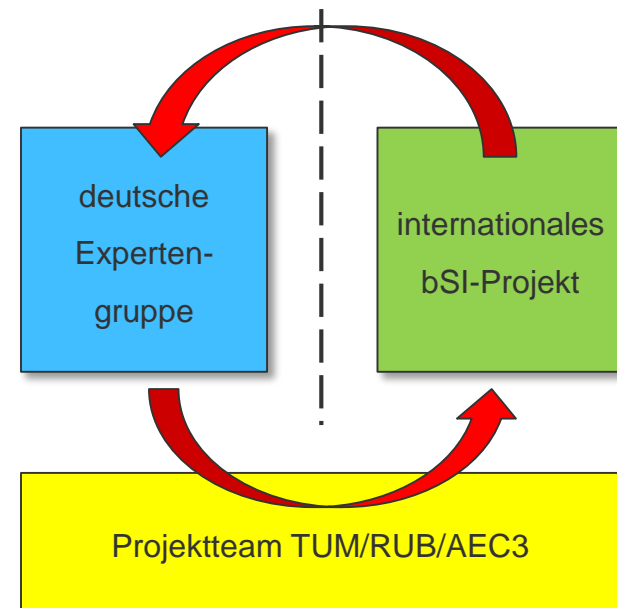 deutsche
Experten-
gruppe
internationales
bSI-Projekt
Projektteam TUM/RUB/AEC3